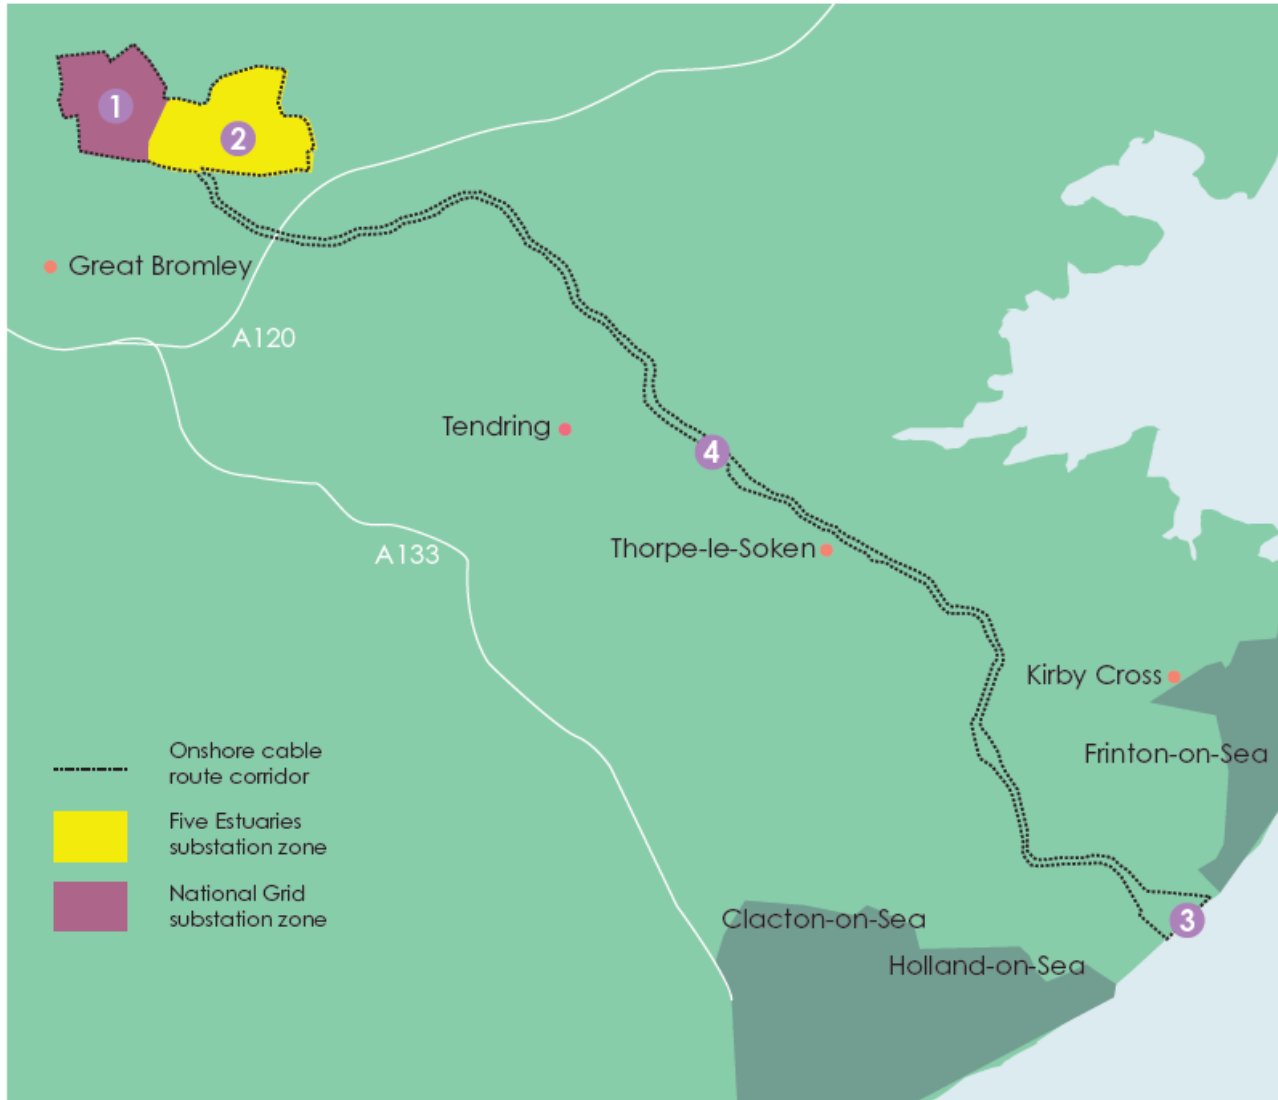 1
2
Great Bromley
A120
Tendring
4
A133
Thorpe-le-Soken
Kirby Cross
Frinton-on-Sea
Onshore cable
route corridor
Five Estuaries
substation zone
National Grid
substation zone
Clacton-on-Sea
3
Holland-on-Sea